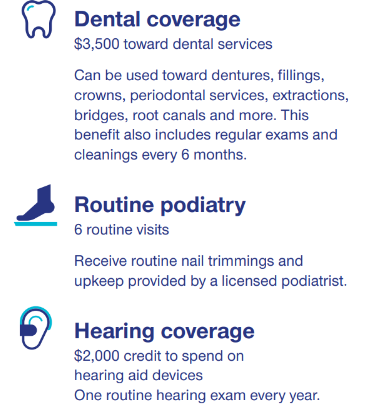 Dental coverage
$3,500 toward dental services
Can be used toward dentures, fillings,
crowns, periodontal services, extractions,
bridges, root canals and more. This
benefit also includes regular exams and
cleanings every 6 months.
Routine podiatry
6 routine visits
Receive routine nail trimmings and
upkeep provided by a licensed podiatrist.
Hearing coverage
$2,000 credit to spend on
hearing aid devices
One routine hearing exam every year.